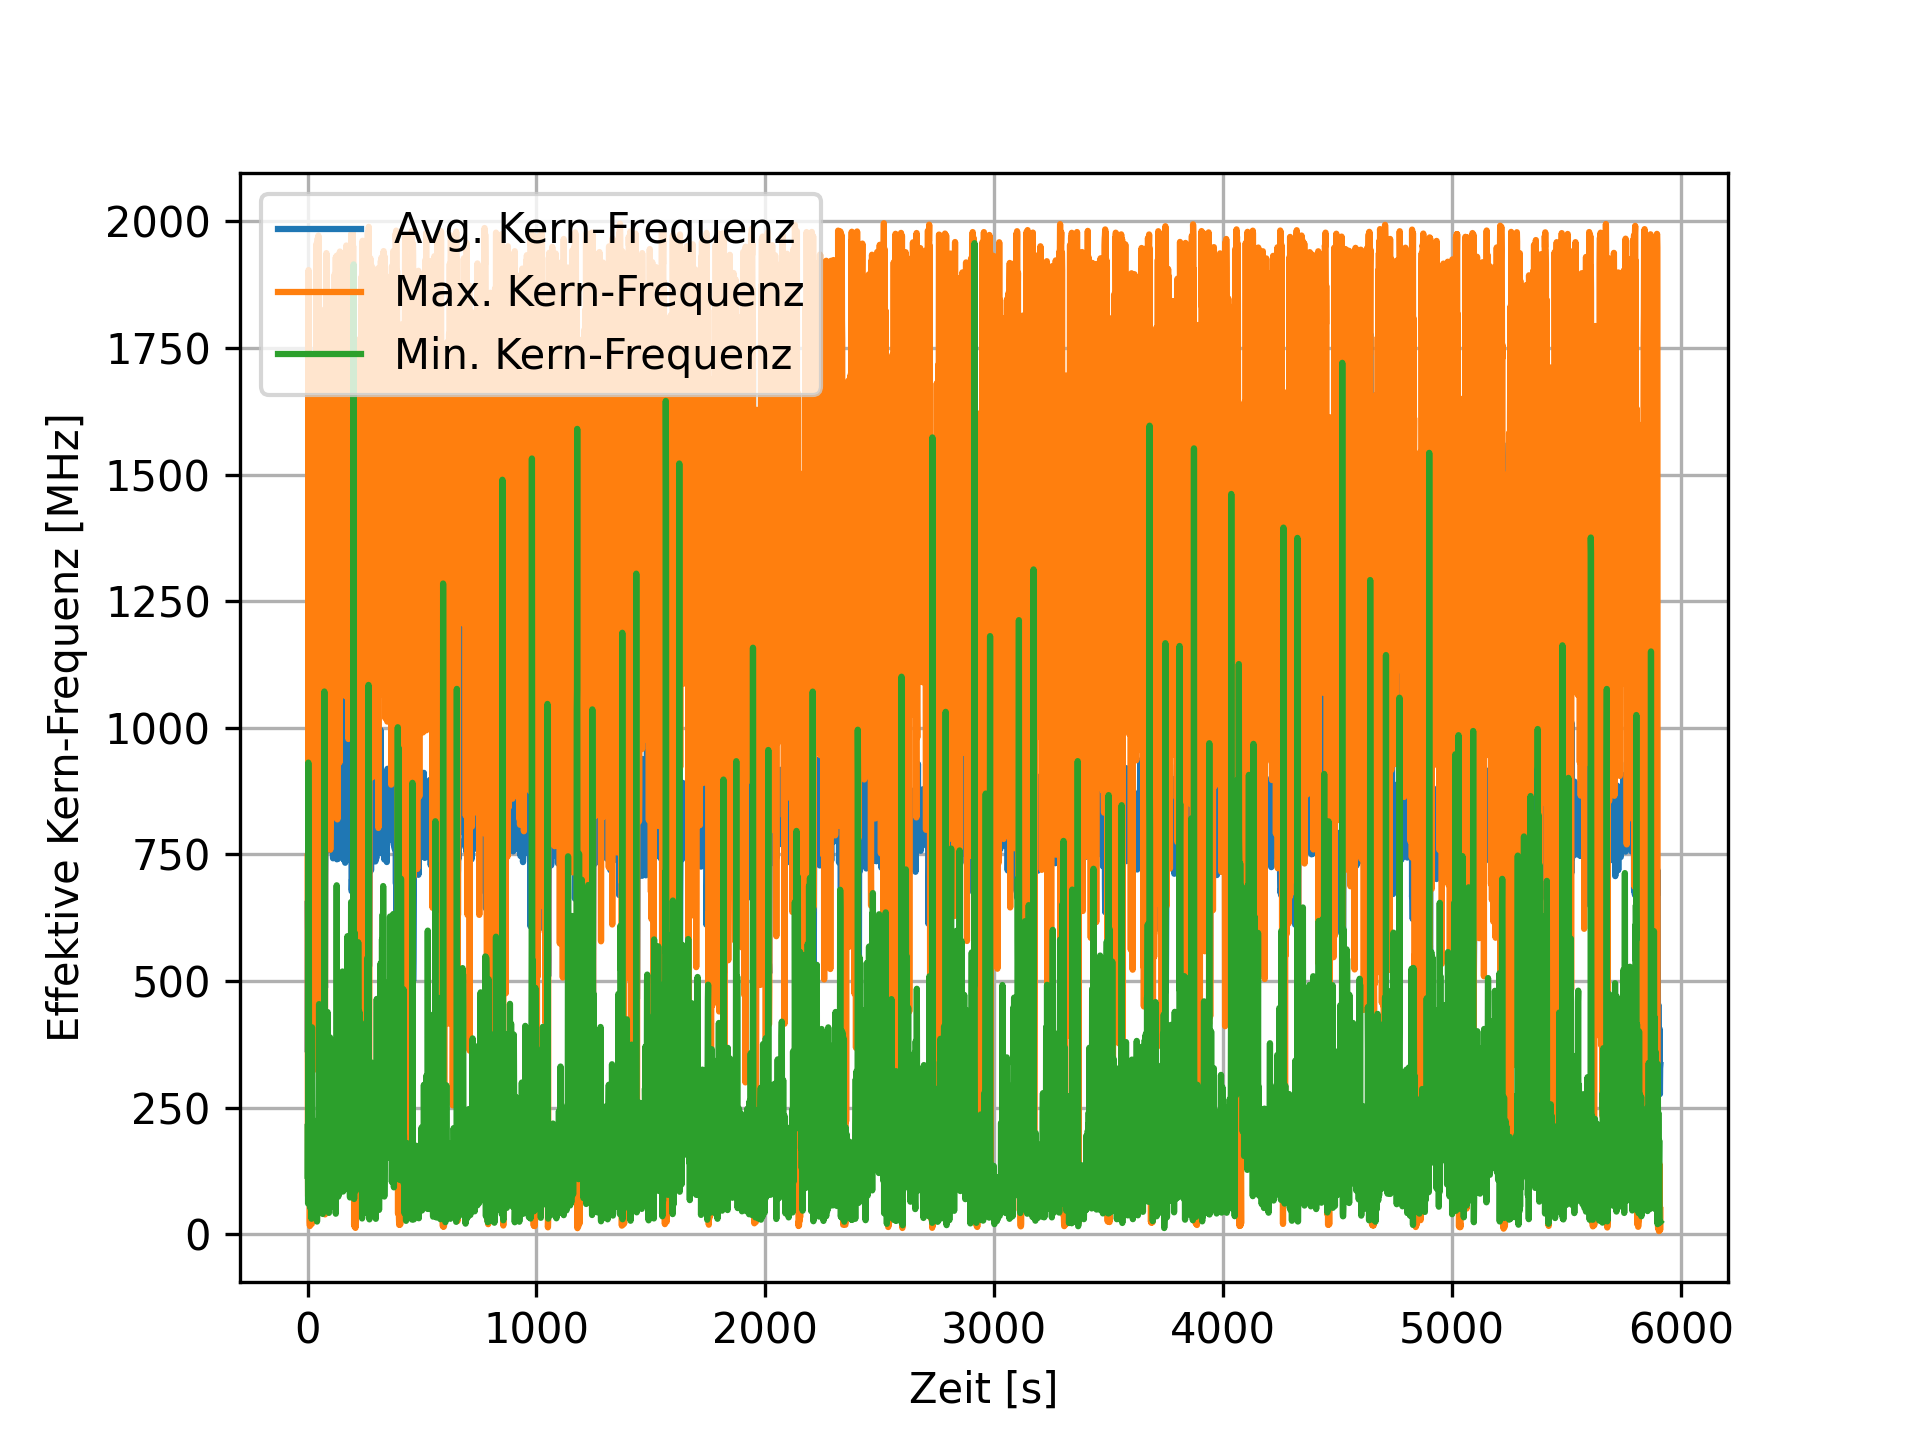 Avg. Kern-Frequenz
Max. Kern-Frequenz
Min. Kern-Frequenz
Effektive Kern-Frequenz [MHz]
2000
1750
1500
1250
1000
750
500
250
0
0 1000 2000 3000 4000 5000 6000
Zeit [s]